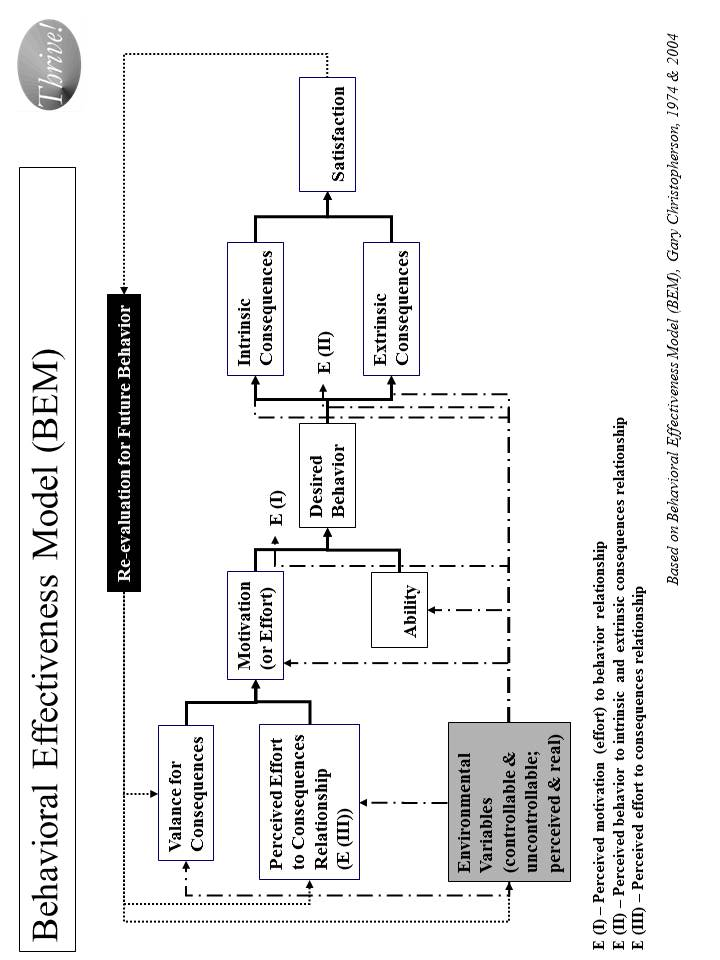 Behavioral Effectiveness Model (BEM)
Thrive!
Re-evaluation for Future Behavior
Valance for
Consequences
Perceived Effort
to Consequences
Relationship
(E (III))
Motivation
(or Effort)
E (I)
Ability
Desired
Behavior
Intrinsic
Consequences
E (II)
Extrinsic
Consequences
Satisfaction
Environmental
Variables
(controllable &
uncontrollable;
perceived & real)
E (I) – Perceived motivation (effort) to behavior relationship
E (II) – Perceived behavior to intrinsic and extrinsic consequences relationship
E (III) – Perceived effort to consequences relationship
Based on Behavioral Effectiveness Model (BEM), Gary Christopherson, 1974 & 2004